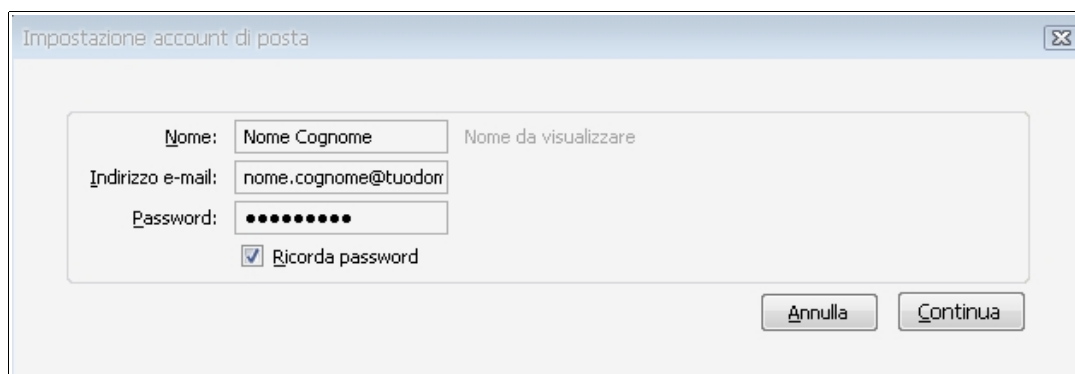 Impostazione account di posta
Nome: Nome Cognome Nome da visualizzare
Indirizzo e-mail: nome.cognome@tuodom
Password: •••••••••
Ricorda password
Annulla Continua